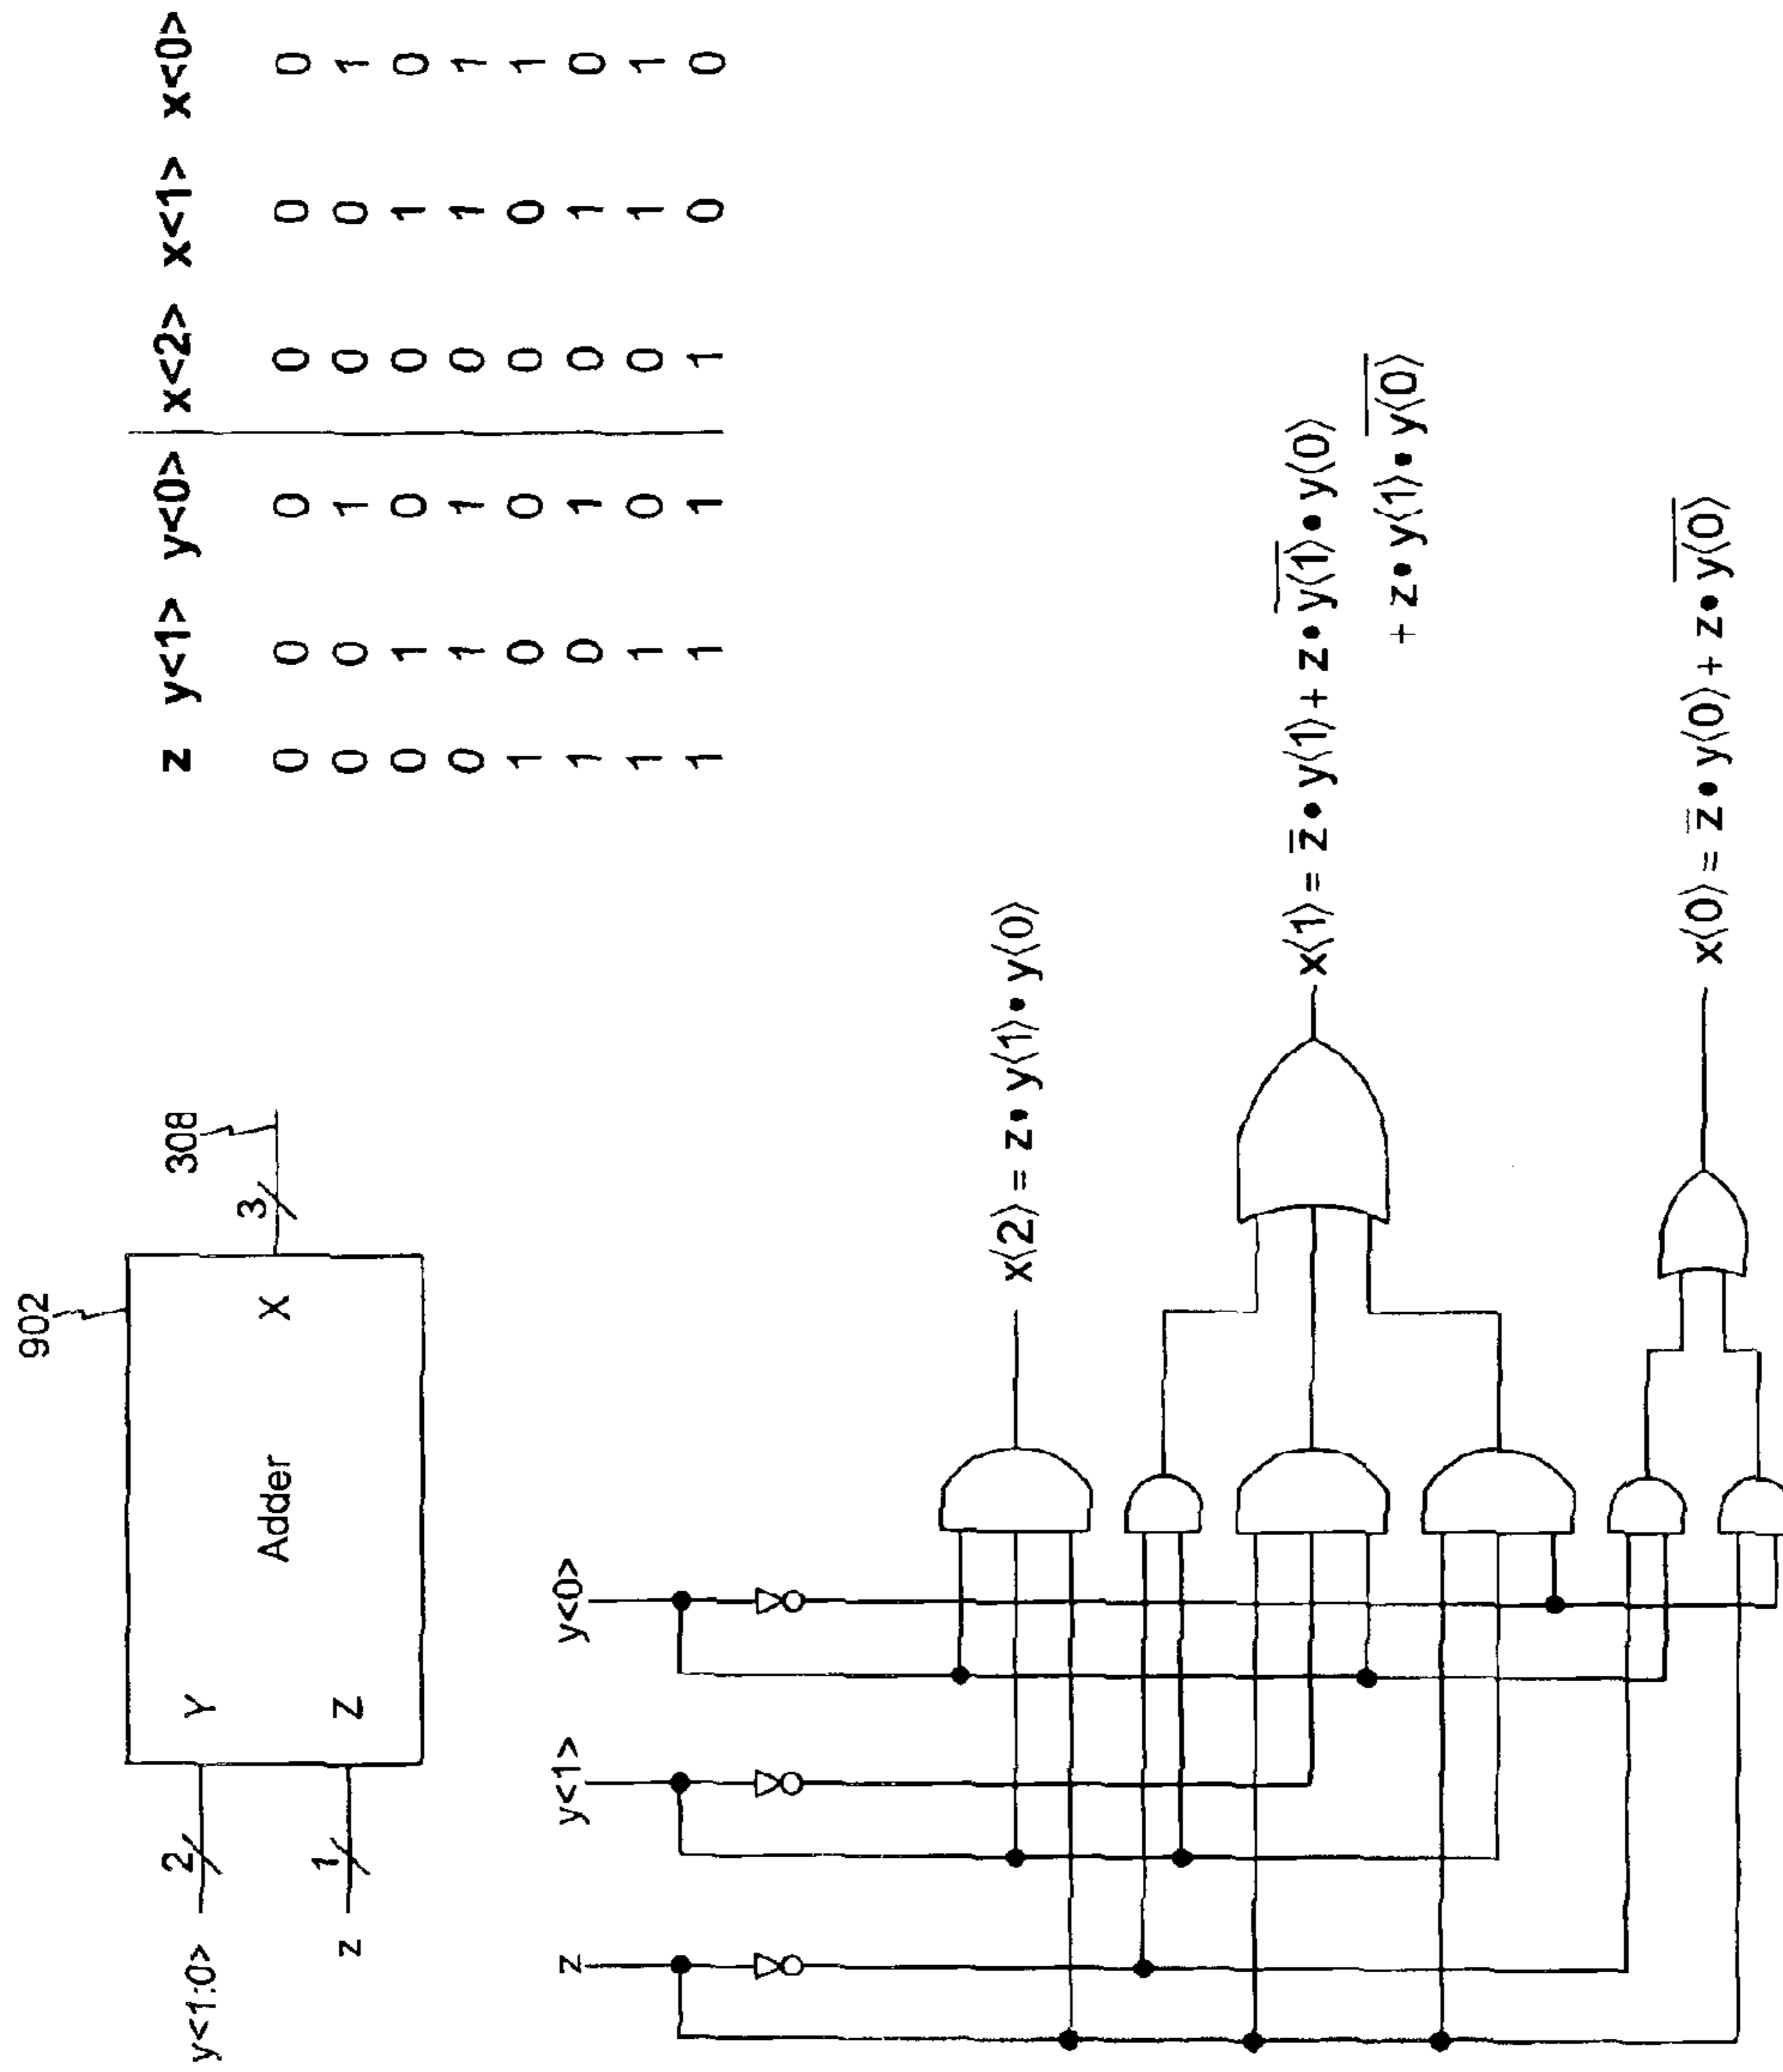 902
308
y<1:0>
2
Y
z
1
Z
Adder
X
3
z y<1> y<0> x<2> x<1> x<0>
0 0 0 0 0 0
0 0 1 0 0 1
0 1 0 0 1 0
0 1 1 0 1 1
1 0 0 0 0 1
1 0 1 0 1 0
1 1 0 0 1 1
1 1 1 1 0 0
z
y<1>
y<0>
x⟨2⟩ = z • y⟨1⟩ • y⟨0⟩
x⟨1⟩ = z̅ • y⟨1⟩ + z • y̅⟨̅1̅⟩̅ • y⟨0⟩
+ z • y⟨1⟩ • y̅⟨̅0̅⟩̅
x⟨0⟩ = z̅ • y⟨0⟩ + z • y̅⟨̅0̅⟩̅